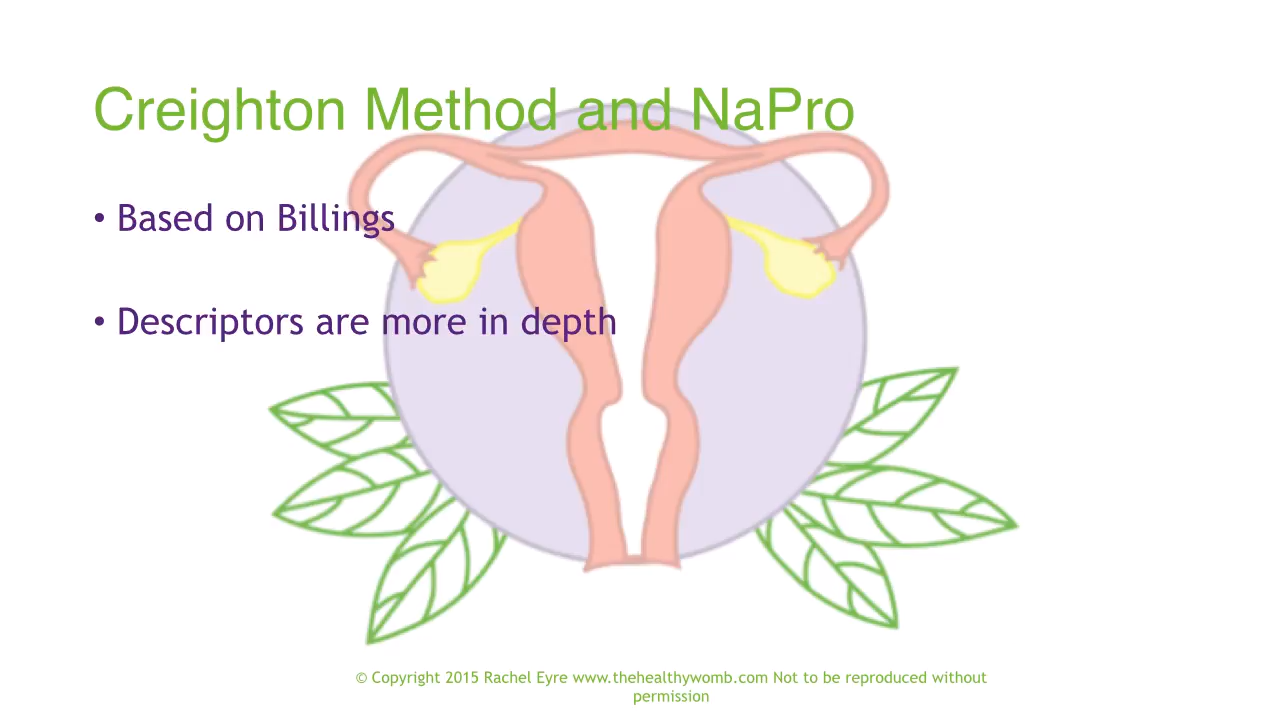 Creighton Method and NaPro
• Based on Billings
• Descriptors are more in depth
© Copyright 2015 Rachel Eyre www.thehealthywomb.com Not to be reproduced without
permission